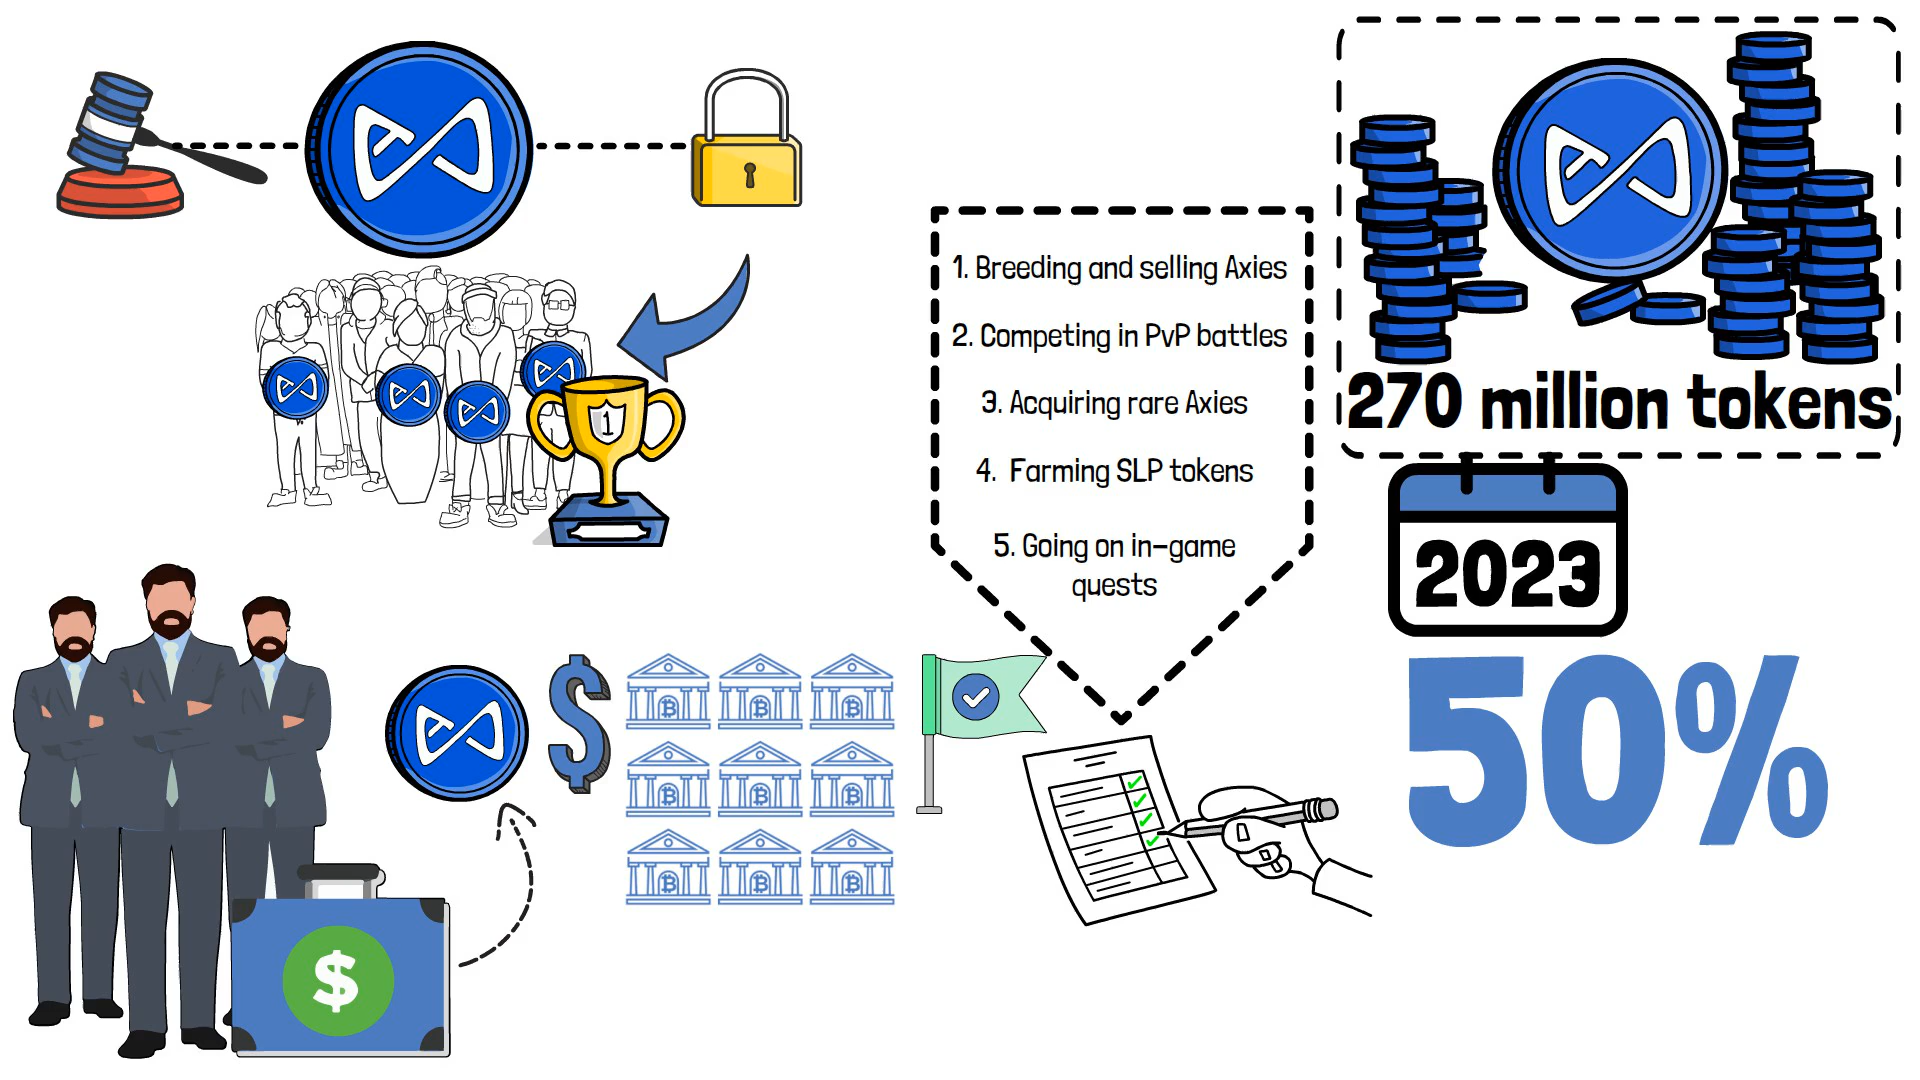 1
1. Breeding and selling Axies
2. Competing in PvP battles
3. Acquiring rare Axies
4. Farming SLP tokens
5. Going on in-game
quests
270 million tokens
2023
50%
$
$